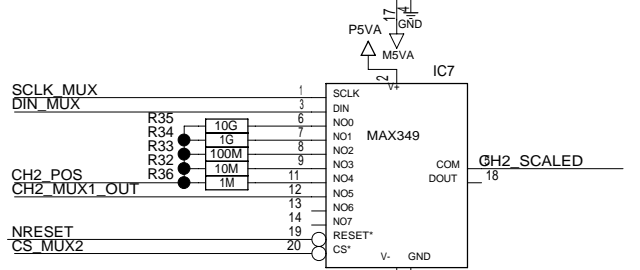 17
4
GND
P5VA
M5VA
2
V+
IC7
SCLK_MUX 1 SCLK
DIN_MUX 3 DIN
R35 10G 6 NO0
R34 1G 7 NO1
R33 100M 8 NO2
R32 10M 9 NO3
CH2_POS R36 1M 11 NO4
CH2_MUX1_OUT 12 NO5
13 NO6
14 NO7
NRESET 19 RESET*
CS_MUX2 20 CS*
MAX349
COM CH2_SCALED
DOUT 18
V- GND